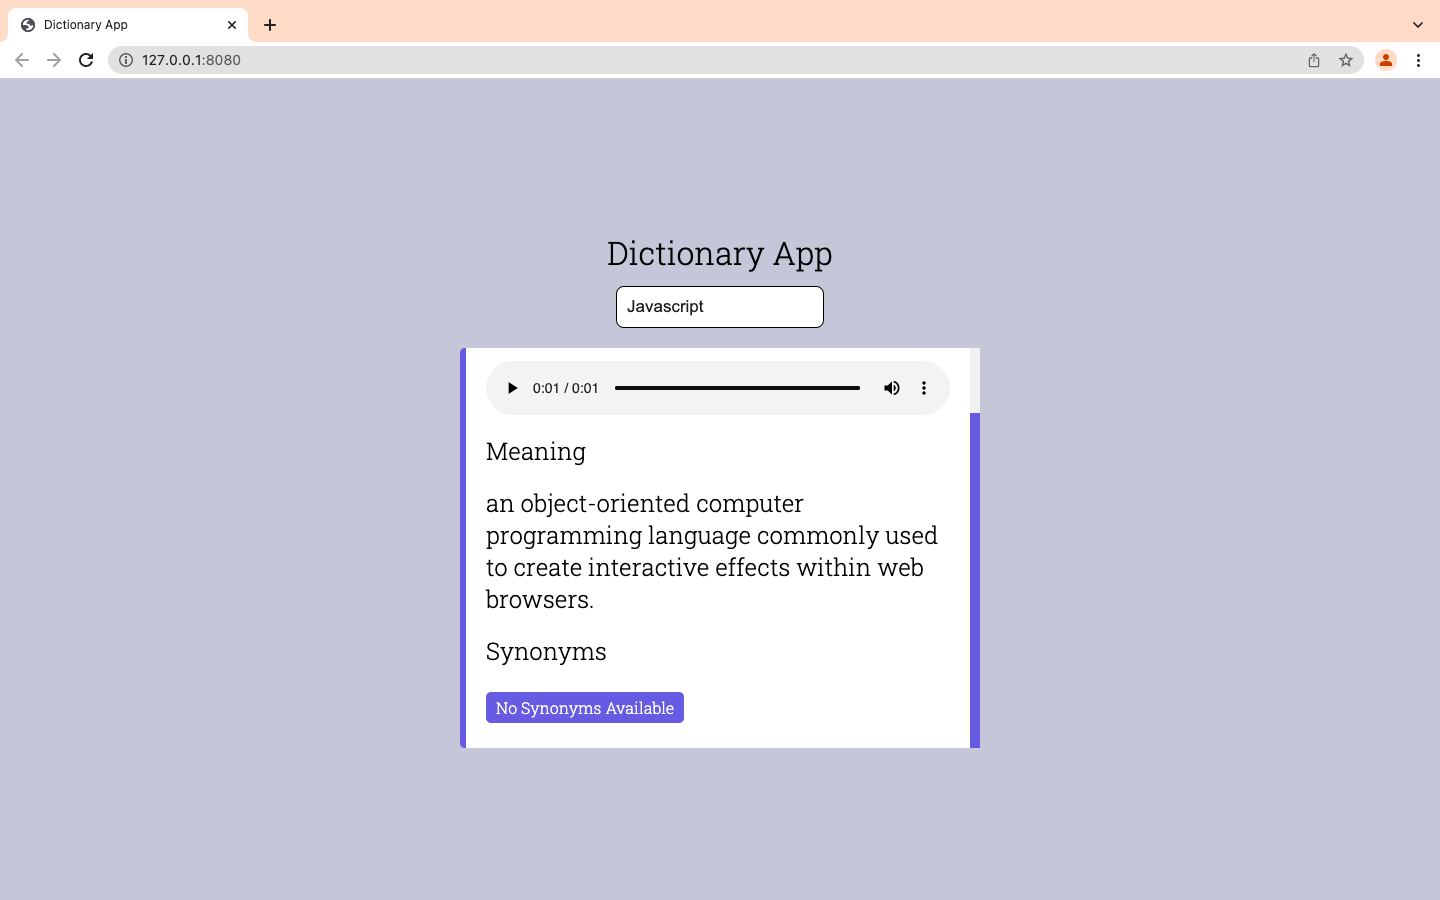 Dictionary App
127.0.0.1:8080
Dictionary App
Javascript
0:01 / 0:01
Meaning
an object-oriented computer
programming language commonly used
to create interactive effects within web
browsers.
Synonyms
No Synonyms Available